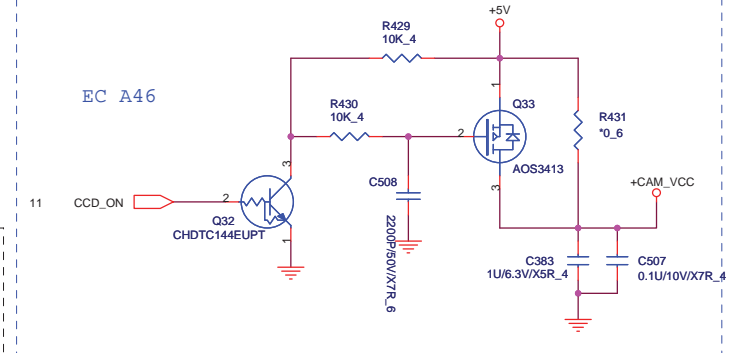 +5V
R429
10K_4
EC A46
R430
10K_4
1
Q33
2
R431
*0_6
AOS3413
3
3
C508
+CAM_VCC
11
CCD_ON
2
Q32
CHDTC144EUPT
1
2200P/50V/X7R_6
C383
1U/6.3V/X5R_4
C507
0.1U/10V/X7R_4